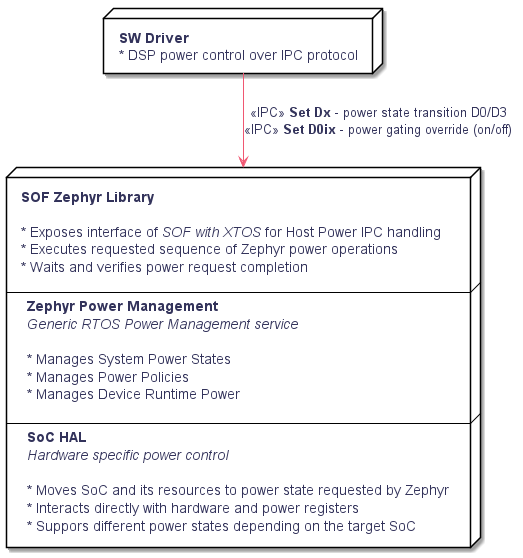 SW Driver
* DSP power control over IPC protocol
«IPC» Set Dx - power state transition D0/D3
«IPC» Set D0ix - power gating override (on/off)
SOF Zephyr Library
* Exposes interface of SOF with XTOS for Host Power IPC handling
* Executes requested sequence of Zephyr power operations
* Waits and verifies power request completion
Zephyr Power Management
Generic RTOS Power Management service
* Manages System Power States
* Manages Power Policies
* Manages Device Runtime Power
SoC HAL
Hardware specific power control
* Moves SoC and its resources to power state requested by Zephyr
* Interacts directly with hardware and power registers
* Suppors different power states depending on the target SoC